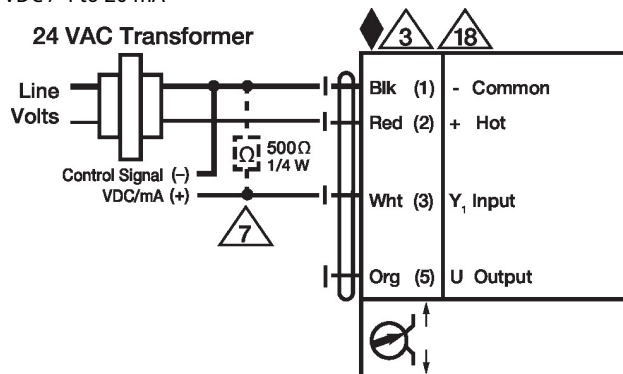 VDC / 4 to 20 mA
24 VAC Transformer
3
18
Line
Volts
Blk (1) - Common
Red (2) + Hot
Ω
500Ω
1/4 W
Control Signal (–)
VDC/mA (+)
Wht (3) Y1 Input
7
Org (5) U Output